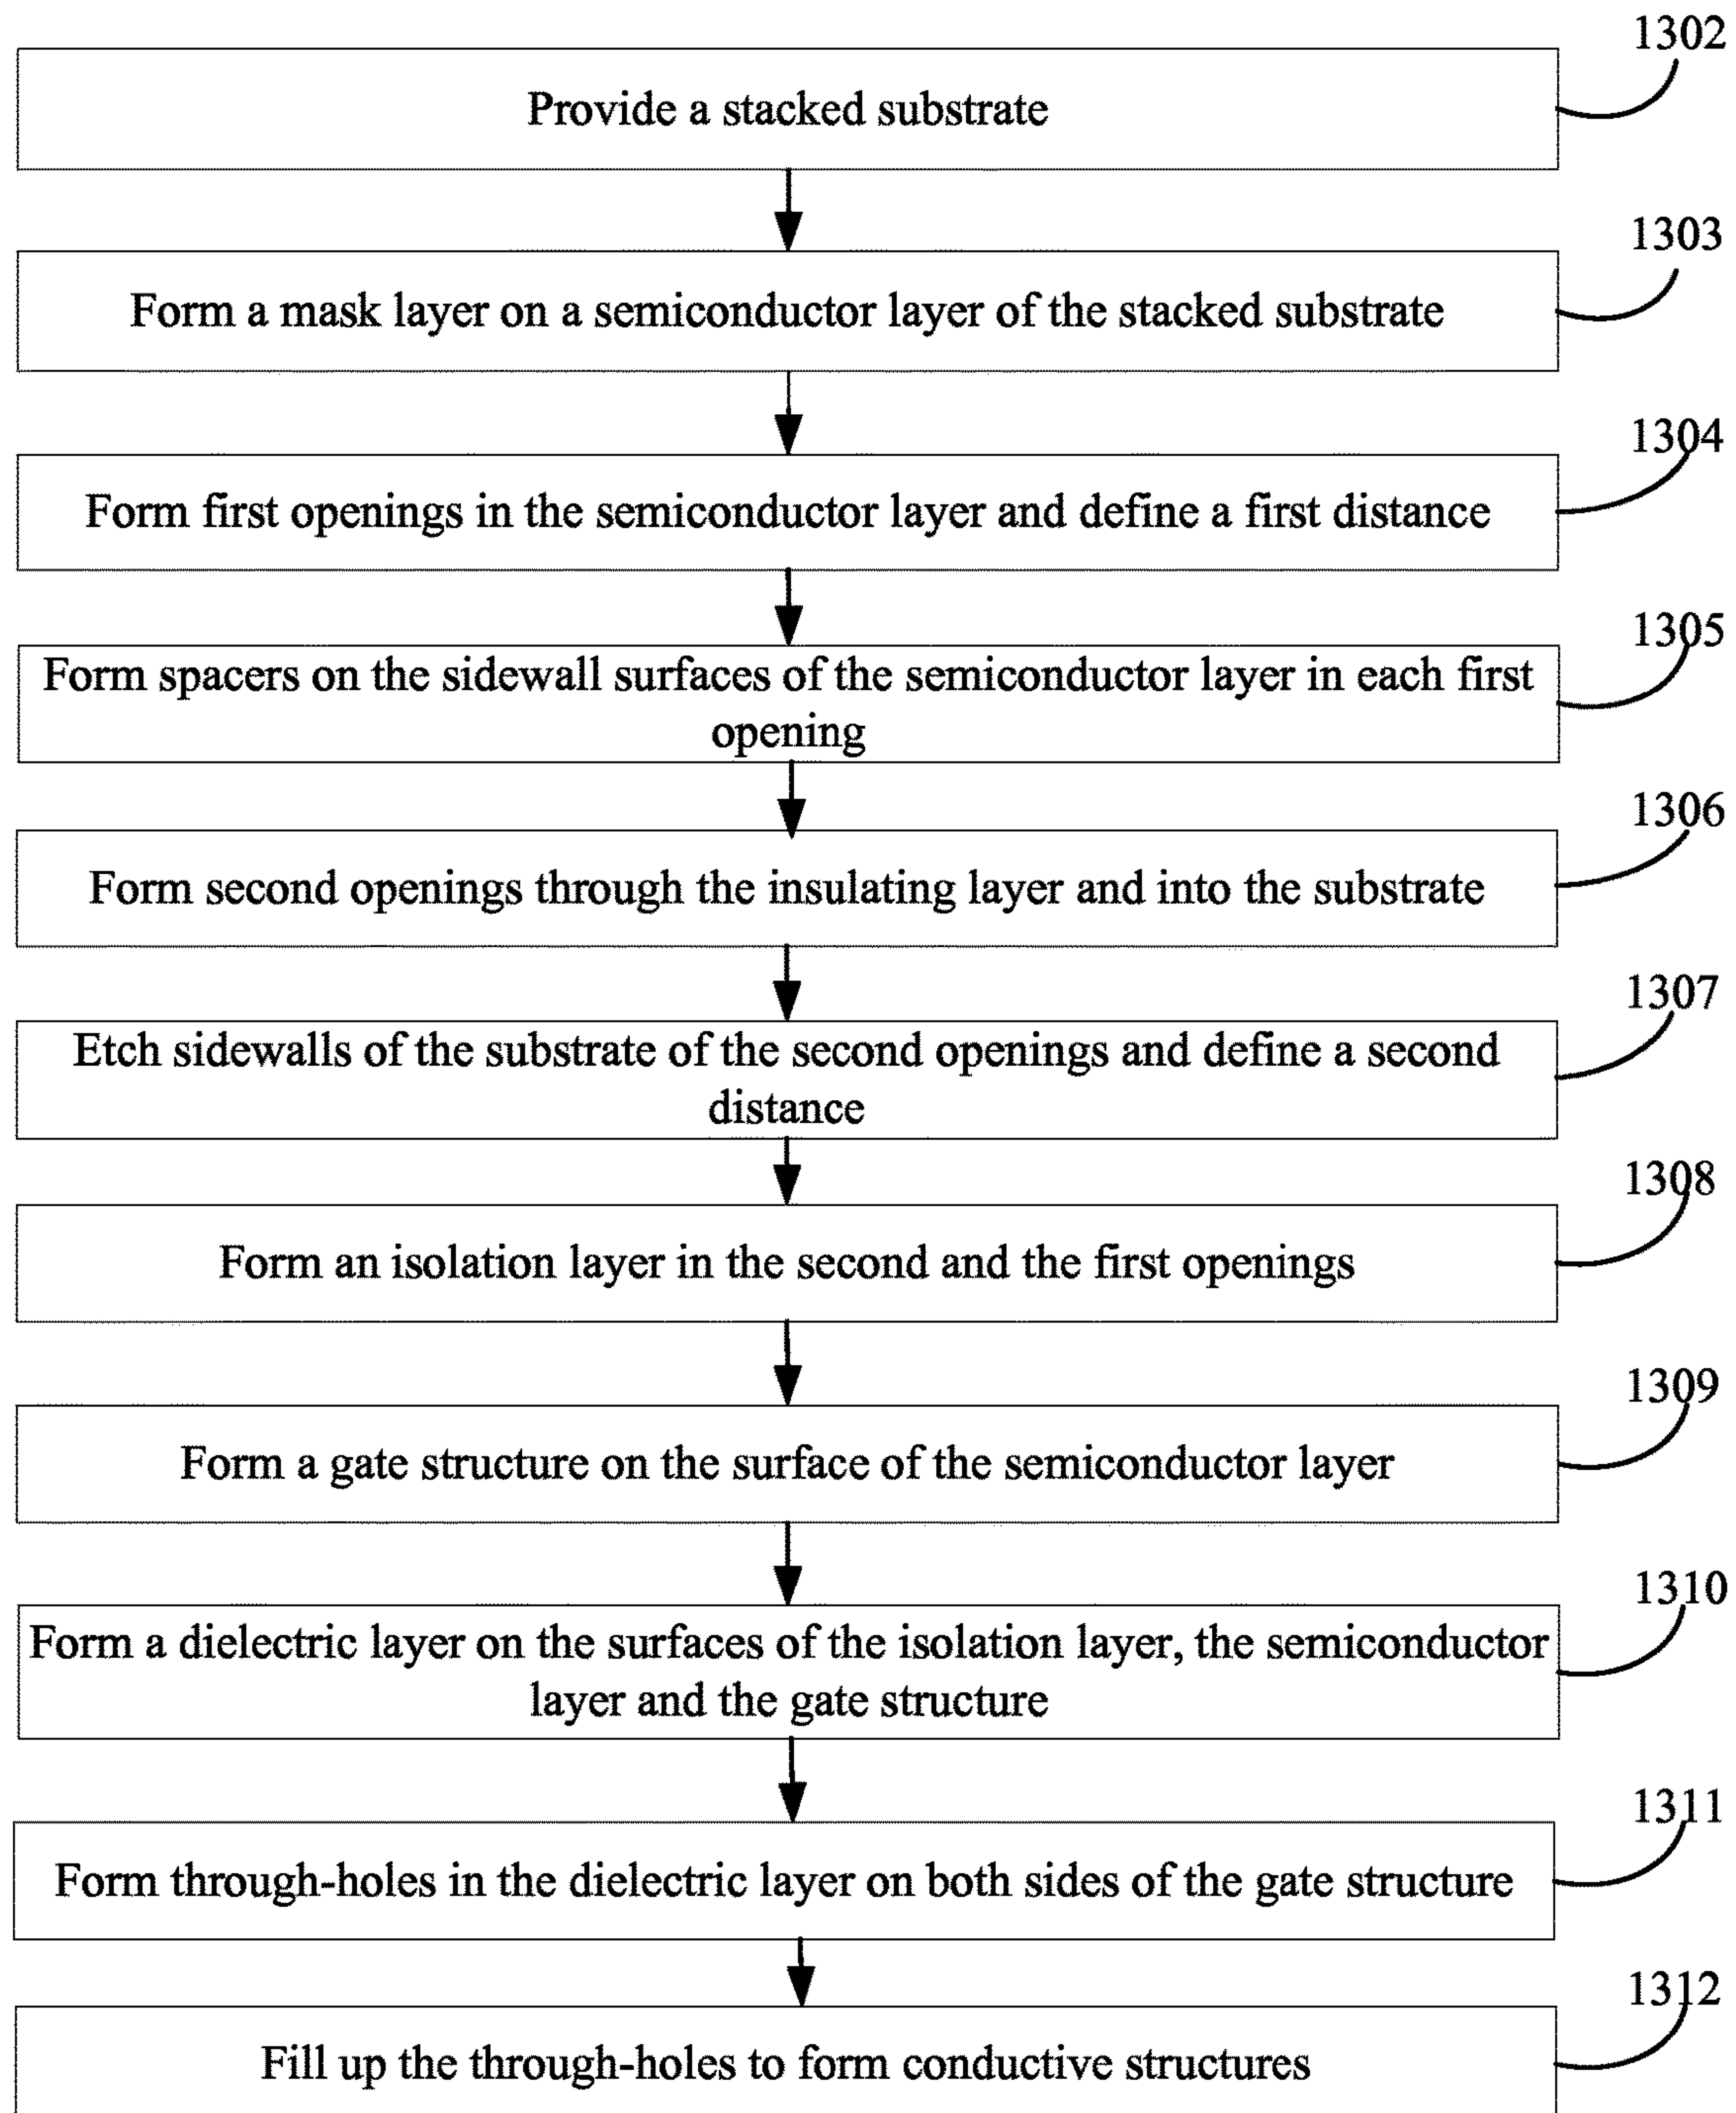 1302
Provide a stacked substrate
1303
Form a mask layer on a semiconductor layer of the stacked substrate
1304
Form first openings in the semiconductor layer and define a first distance
1305
Form spacers on the sidewall surfaces of the semiconductor layer in each first
opening
1306
Form second openings through the insulating layer and into the substrate
1307
Etch sidewalls of the substrate of the second openings and define a second
distance
1308
Form an isolation layer in the second and the first openings
1309
Form a gate structure on the surface of the semiconductor layer
1310
Form a dielectric layer on the surfaces of the isolation layer, the semiconductor
layer and the gate structure
1311
Form through-holes in the dielectric layer on both sides of the gate structure
1312
Fill up the through-holes to form conductive structures